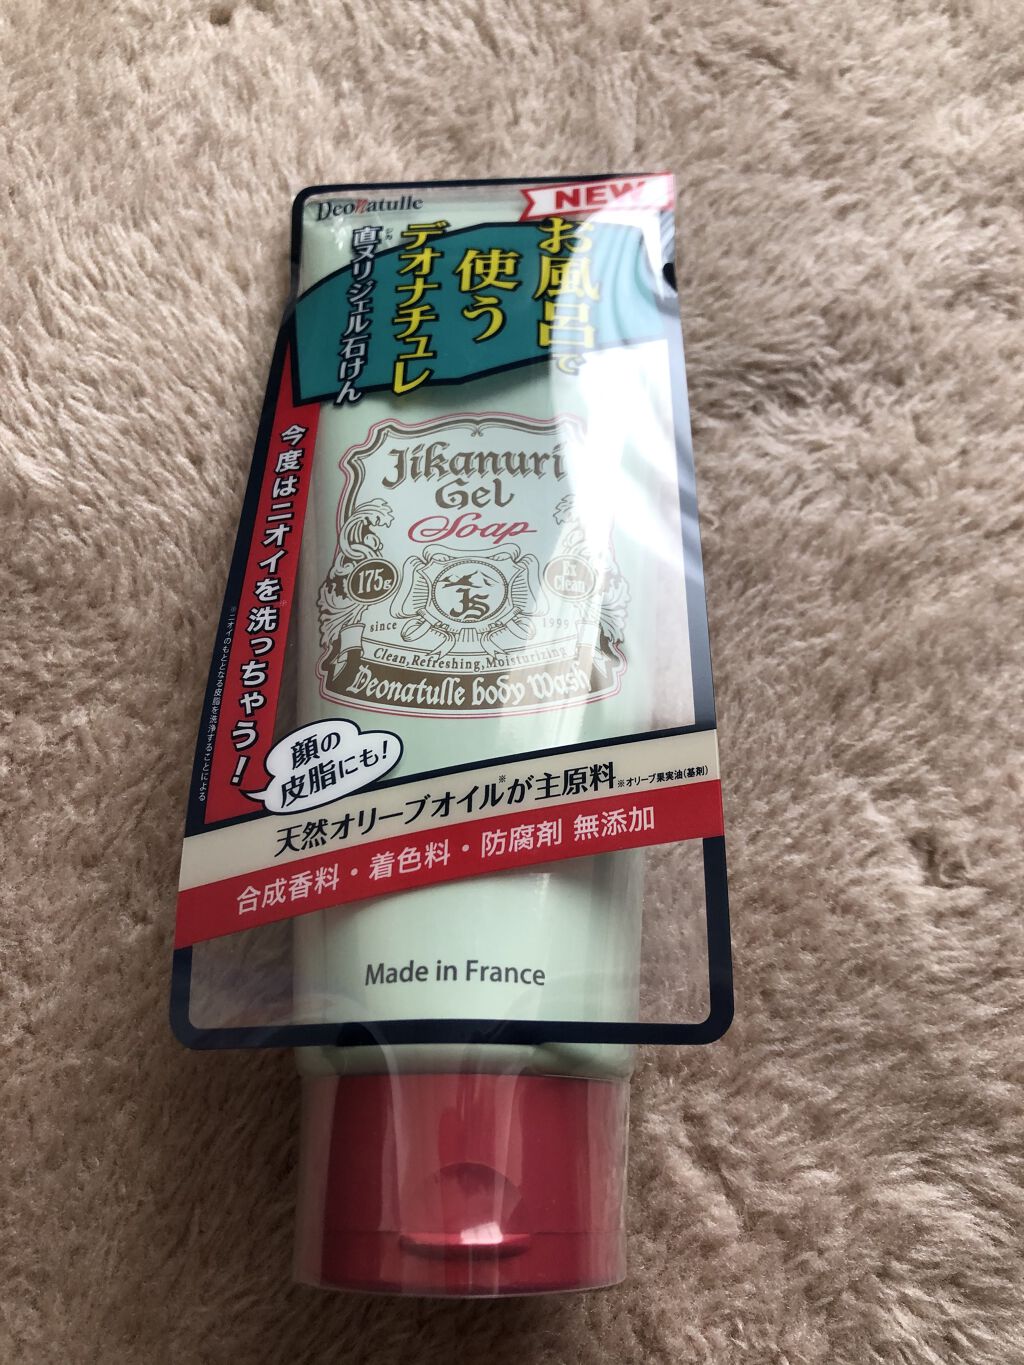 Deonatulle
NEW
お風呂で
使う
デオナチュレ
直ヌリジェル石けん
ジカ
今度はニオイを洗っちゃう!
※
※ニオイのもととなる皮脂を洗浄することによる
Jikanuri
Gel
Soap
175g
Ex
Clean
JS
since 1999
Clean, Refreshing, Moisturizing
Deonatulle body Wash
顔の
皮脂にも!
天然オリーブオイル※が主原料 ※オリーブ果実油(基剤)
合成香料・着色料・防腐剤 無添加
Made in France